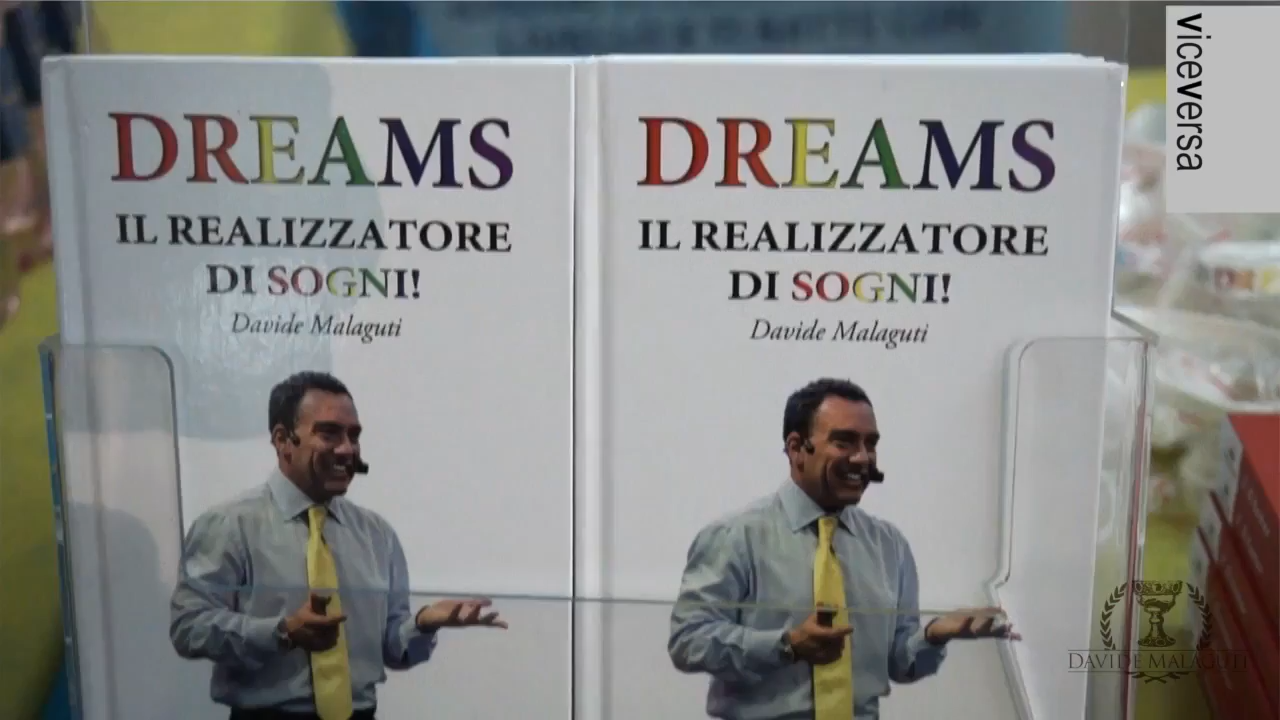 DREAMS
IL REALIZZATORE
DI SOGNI!
Davide Malaguti
DREAMS
IL REALIZZATORE
DI SOGNI!
Davide Malaguti
viceversa
DAVIDE MALAGUTI